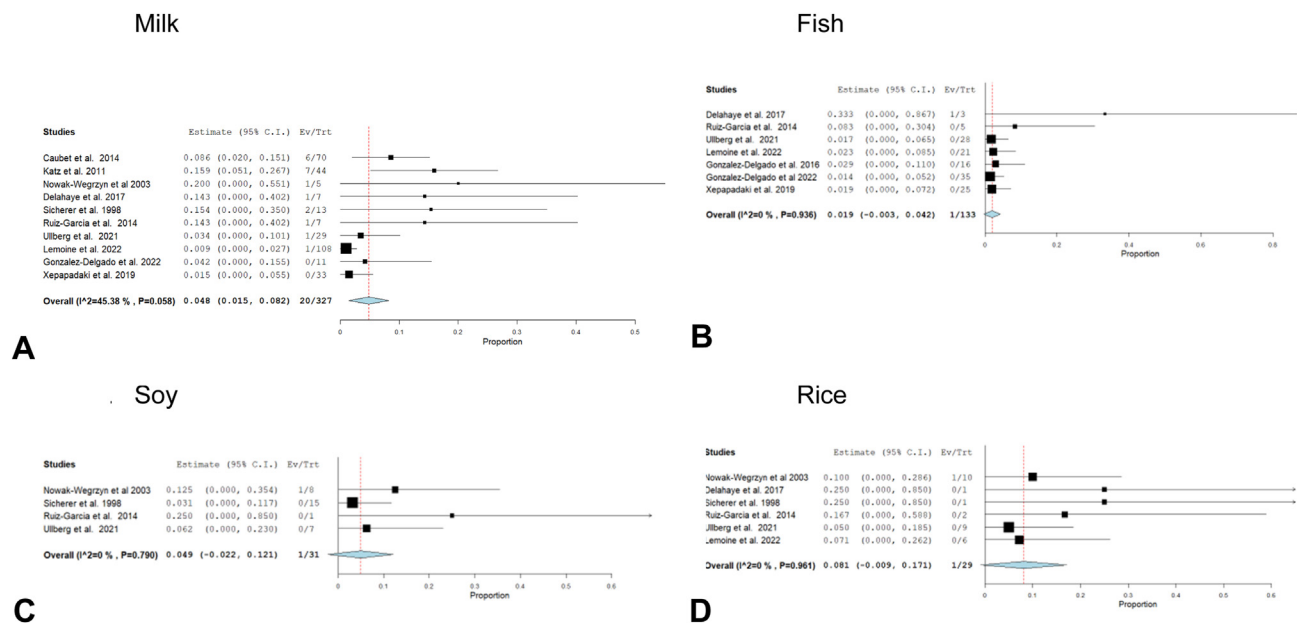 Milk
Studies Estimate (95% C.I.) Ev/Trt
Caubet et al. 2014 0.086 (0.020, 0.151) 6/70
Katz et al. 2011 0.159 (0.051, 0.267) 7/44
Nowak-Wegrzyn et al 2003 0.200 (0.000, 0.551) 1/5
Delahaye et al. 2017 0.143 (0.000, 0.402) 1/7
Sicherer et al. 1998 0.154 (0.000, 0.350) 2/13
Ruiz-Garcia et al. 2014 0.143 (0.000, 0.402) 1/7
Ullberg et al. 2021 0.034 (0.000, 0.101) 1/29
Lemoine et al. 2022 0.009 (0.000, 0.027) 1/108
Gonzalez-Delgado et al. 2022 0.042 (0.000, 0.155) 0/11
Xepapadaki et al. 2019 0.015 (0.000, 0.055) 0/33
Overall (I^2=45.38 % , P=0.058) 0.048 (0.015, 0.082) 20/327
0 0.1 0.2 0.3 0.4 0.5
Proportion
A
Fish
Studies Estimate (95% C.I.) Ev/Trt
Delahaye et al. 2017 0.333 (0.000, 0.867) 1/3
Ruiz-Garcia et al. 2014 0.083 (0.000, 0.304) 0/5
Ullberg et al. 2021 0.017 (0.000, 0.065) 0/28
Lemoine et al. 2022 0.023 (0.000, 0.085) 0/21
Gonzalez-Delgado et al. 2016 0.029 (0.000, 0.110) 0/16
Gonzalez-Delgado et al 2022 0.014 (0.000, 0.052) 0/35
Xepapadaki et al. 2019 0.019 (0.000, 0.072) 0/25
Overall (I^2=0 % , P=0.936) 0.019 (-0.003, 0.042) 1/133
0 0.2 0.4 0.6 0.8
Proportion
B
. Soy
Studies Estimate (95% C.I.) Ev/Trt
Nowak-Wegrzyn et al 2003 0.125 (0.000, 0.354) 1/8
Sicherer et al. 1998 0.031 (0.000, 0.117) 0/15
Ruiz-Garcia et al. 2014 0.250 (0.000, 0.850) 0/1
Ullberg et al. 2021 0.062 (0.000, 0.230) 0/7
Overall (I^2=0 % , P=0.790) 0.049 (-0.022, 0.121) 1/31
0 0.1 0.2 0.3 0.4 0.5 0.6
Proportion
C
Rice
Studies Estimate (95% C.I.) Ev/Trt
Nowak-Wegrzyn et al 2003 0.100 (0.000, 0.286) 1/10
Delahaye et al. 2017 0.250 (0.000, 0.850) 0/1
Sicherer et al. 1998 0.250 (0.000, 0.850) 0/1
Ruiz-Garcia et al. 2014 0.167 (0.000, 0.588) 0/2
Ullberg et al. 2021 0.050 (0.000, 0.185) 0/9
Lemoine et al. 2022 0.071 (0.000, 0.262) 0/6
Overall (I^2=0 % , P=0.961) 0.081 (-0.009, 0.171) 1/29
0 0.1 0.2 0.3 0.4 0.5 0.6
Proportion
D